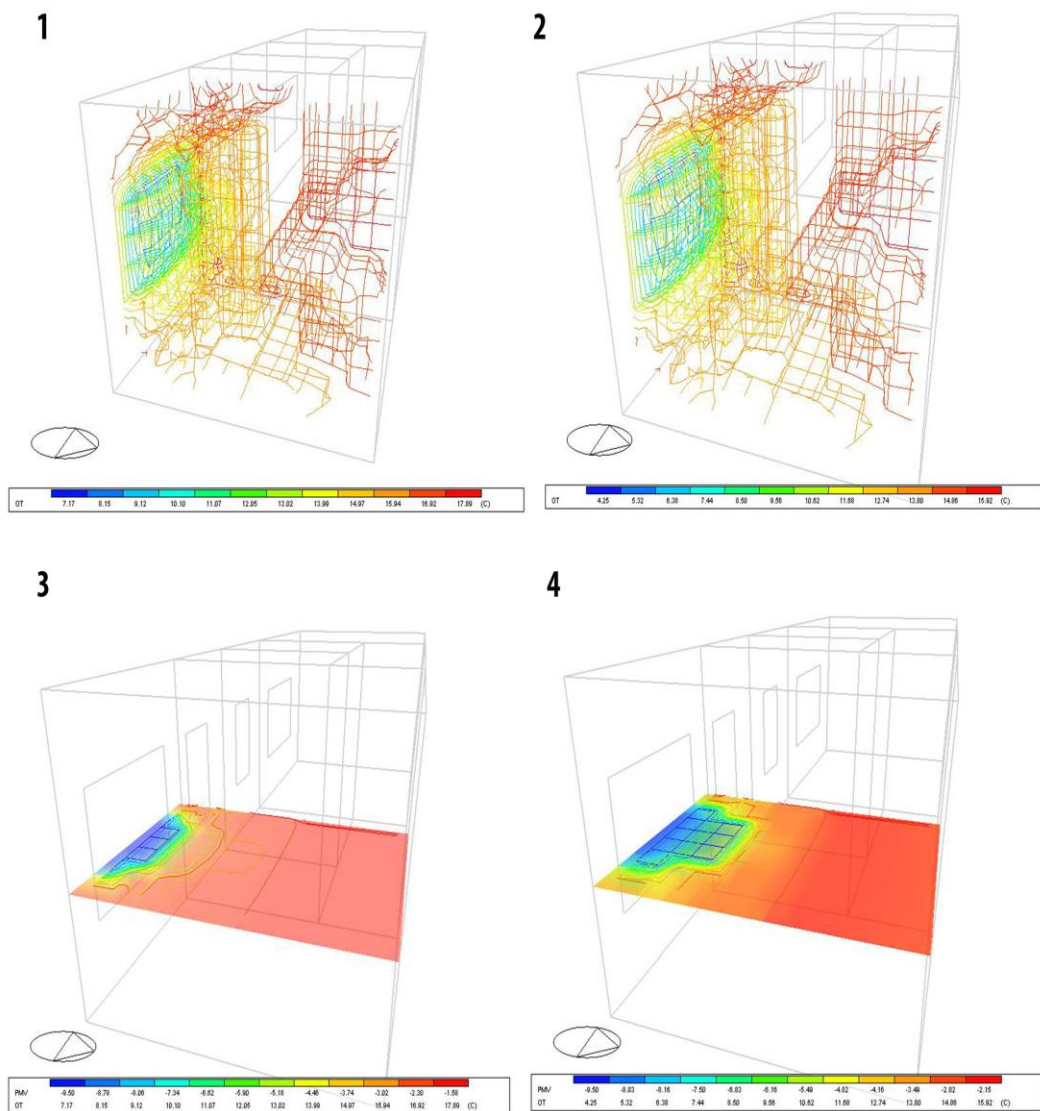 1
2
OT 7.17 8.15 9.12 10.10 11.07 12.05 13.02 13.99 14.97 15.94 16.92 17.89 (C)
OT 4.25 5.32 6.38 7.44 8.50 9.56 10.62 11.68 12.74 13.80 14.86 15.92 (C)
3
4
PMV -9.50 -8.78 -8.06 -7.34 -6.62 -5.90 -5.18 -4.46 -3.74 -3.02 -2.30 -1.58
OT 7.17 8.15 9.12 10.10 11.07 12.05 13.02 13.99 14.97 15.94 16.92 17.89 (C)
PMV -9.50 -8.83 -8.16 -7.50 -6.83 -6.16 -5.49 -4.82 -4.16 -3.49 -2.82 -2.15
OT 4.25 5.32 6.38 7.44 8.50 9.56 10.62 11.68 12.74 13.80 14.86 15.92 (C)